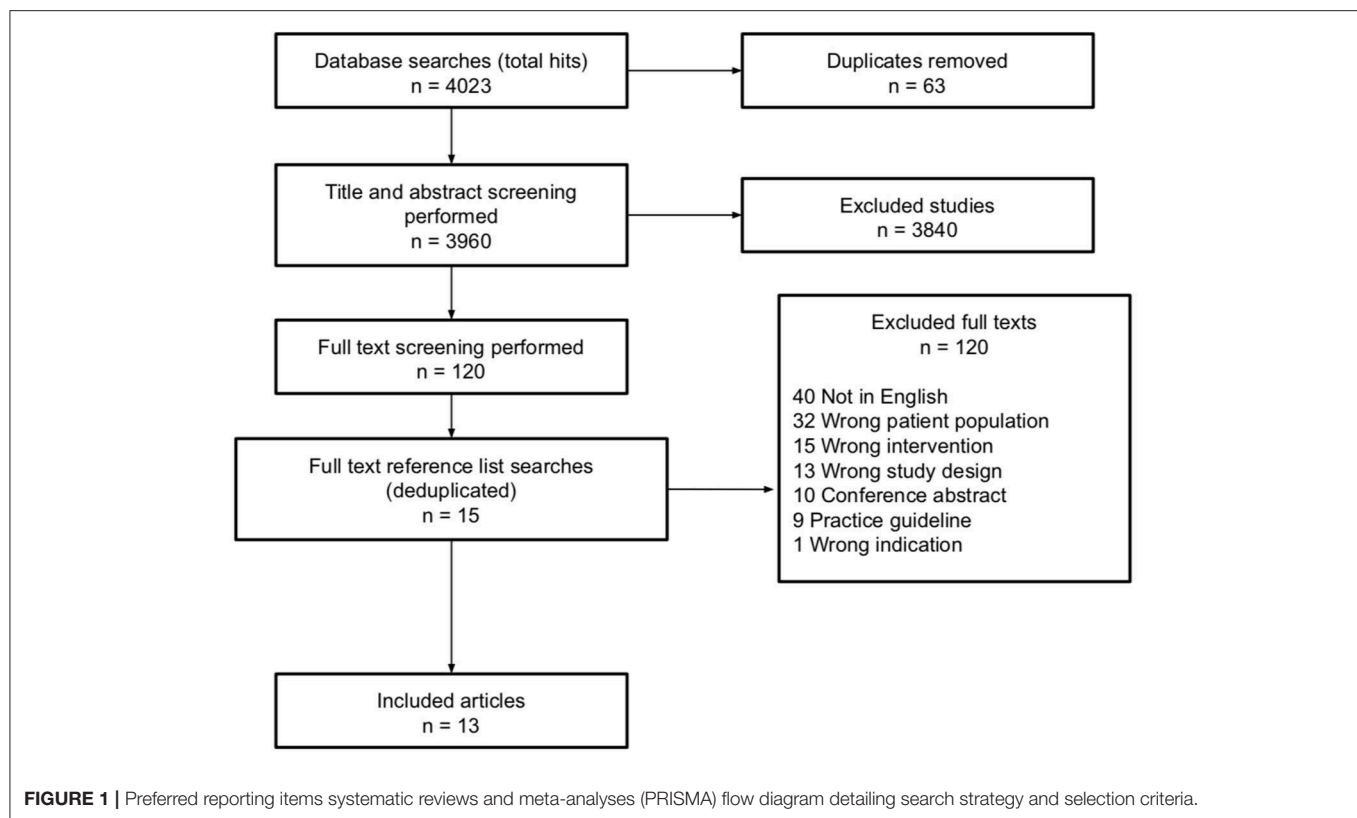 Database searches (total hits)
n = 4023
Duplicates removed
n = 63
Title and abstract screening
performed
n = 3960
Excluded studies
n = 3840
Full text screening performed
n = 120
Excluded full texts
n = 120
40 Not in English
32 Wrong patient population
15 Wrong intervention
13 Wrong study design
10 Conference abstract
9 Practice guideline
1 Wrong indication
Full text reference list searches
(deduplicated)
n = 15
Included articles
n = 13
FIGURE 1 | Preferred reporting items systematic reviews and meta-analyses (PRISMA) flow diagram detailing search strategy and selection criteria.